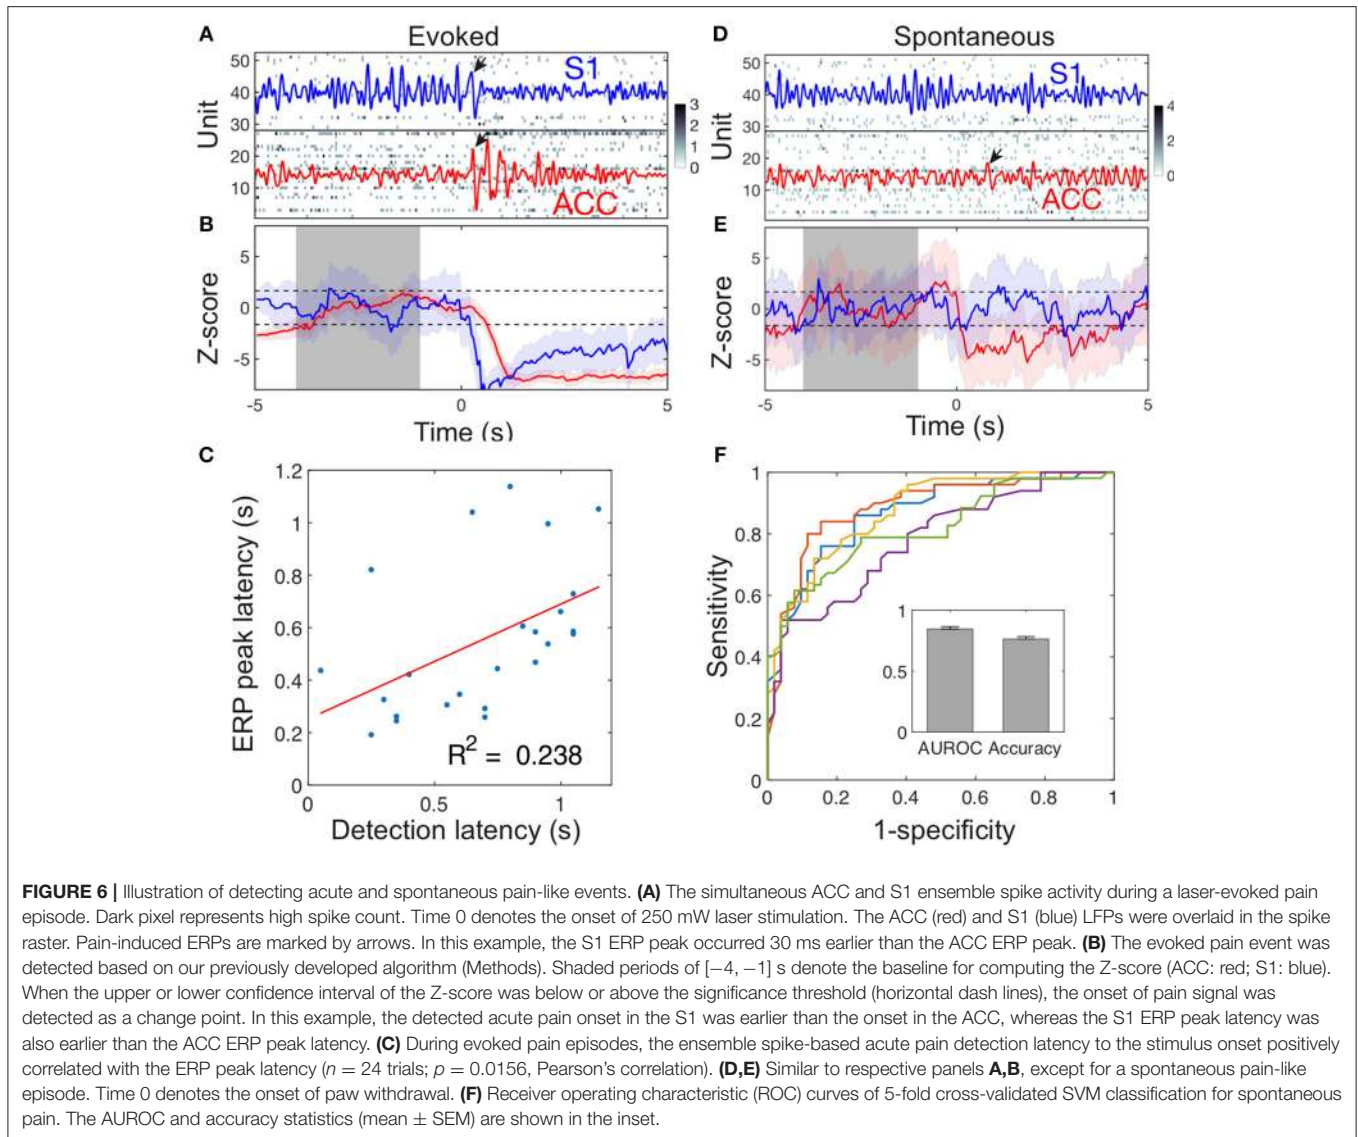 A
Evoked
50
40
30
20
10
Unit
S1
ACC
3
2
1
0
B
5
0
-5
Z-score
-5
0
5
Time (s)
D
Spontaneous
50
40
30
20
10
Unit
S1
ACC
4
2
0
E
5
0
-5
Z-score
-5
0
5
Time (s)
C
1.2
1
0.8
0.6
0.4
0.2
0
ERP peak latency (s)
R² = 0.238
0
0.5
1
Detection latency (s)
F
1
0.8
0.6
0.4
0.2
0
Sensitivity
1
0.5
0
AUROC Accuracy
0
0.2
0.4
0.6
0.8
1
1-specificity
FIGURE 6 | Illustration of detecting acute and spontaneous pain-like events. (A) The simultaneous ACC and S1 ensemble spike activity during a laser-evoked pain
episode. Dark pixel represents high spike count. Time 0 denotes the onset of 250 mW laser stimulation. The ACC (red) and S1 (blue) LFPs were overlaid in the spike
raster. Pain-induced ERPs are marked by arrows. In this example, the S1 ERP peak occurred 30 ms earlier than the ACC ERP peak. (B) The evoked pain event was
detected based on our previously developed algorithm (Methods). Shaded periods of [−4, −1] s denote the baseline for computing the Z-score (ACC: red; S1: blue).
When the upper or lower confidence interval of the Z-score was below or above the significance threshold (horizontal dash lines), the onset of pain signal was
detected as a change point. In this example, the detected acute pain onset in the S1 was earlier than the onset in the ACC, whereas the S1 ERP peak latency was
also earlier than the ACC ERP peak latency. (C) During evoked pain episodes, the ensemble spike-based acute pain detection latency to the stimulus onset positively
correlated with the ERP peak latency (n = 24 trials; p = 0.0156, Pearson's correlation). (D,E) Similar to respective panels A,B, except for a spontaneous pain-like
episode. Time 0 denotes the onset of paw withdrawal. (F) Receiver operating characteristic (ROC) curves of 5-fold cross-validated SVM classification for spontaneous
pain. The AUROC and accuracy statistics (mean ± SEM) are shown in the inset.